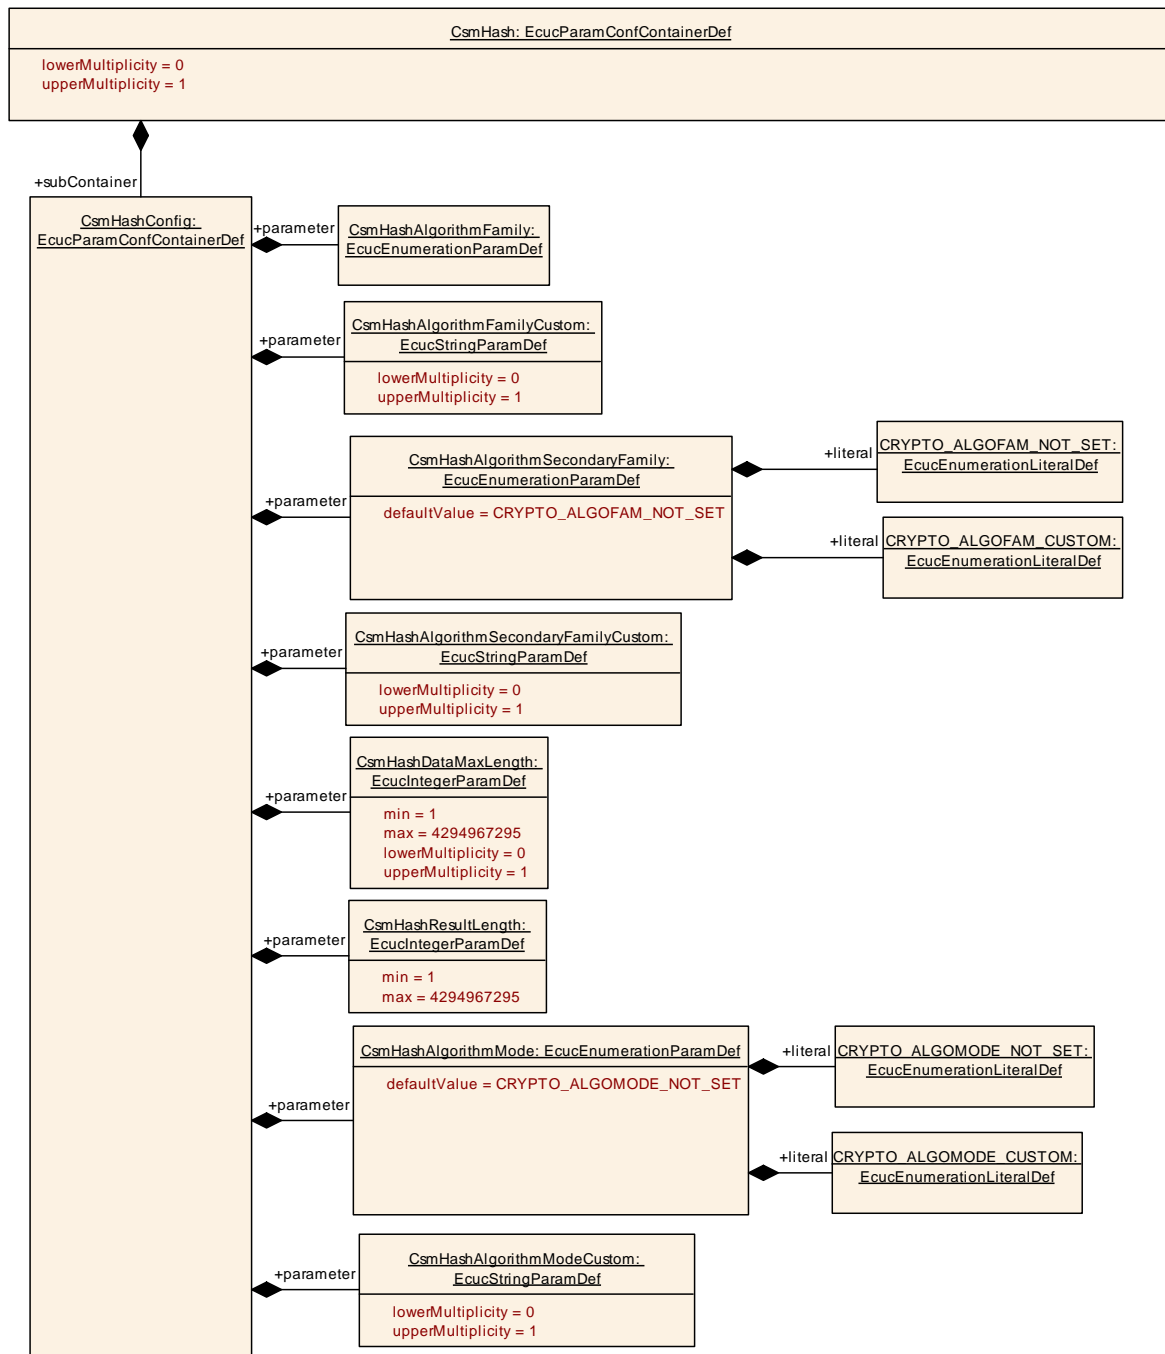 CsmHash: EcucParamConfContainerDef
lowerMultiplicity = 0
upperMultiplicity = 1
+subContainer
CsmHashConfig:
EcucParamConfContainerDef
+parameter
CsmHashAlgorithmFamily:
EcucEnumerationParamDef
+parameter
CsmHashAlgorithmFamilyCustom:
EcucStringParamDef
lowerMultiplicity = 0
upperMultiplicity = 1
+parameter
CsmHashAlgorithmSecondaryFamily:
EcucEnumerationParamDef
defaultValue = CRYPTO_ALGOFAM_NOT_SET
+literal
CRYPTO_ALGOFAM_NOT_SET:
EcucEnumerationLiteralDef
+literal
CRYPTO_ALGOFAM_CUSTOM:
EcucEnumerationLiteralDef
+parameter
CsmHashAlgorithmSecondaryFamilyCustom:
EcucStringParamDef
lowerMultiplicity = 0
upperMultiplicity = 1
+parameter
CsmHashDataMaxLength:
EcucIntegerParamDef
min = 1
max = 4294967295
lowerMultiplicity = 0
upperMultiplicity = 1
+parameter
CsmHashResultLength:
EcucIntegerParamDef
min = 1
max = 4294967295
+parameter
CsmHashAlgorithmMode: EcucEnumerationParamDef
defaultValue = CRYPTO_ALGOMODE_NOT_SET
+literal
CRYPTO_ALGOMODE_NOT_SET:
EcucEnumerationLiteralDef
+literal
CRYPTO_ALGOMODE_CUSTOM:
EcucEnumerationLiteralDef
+parameter
CsmHashAlgorithmModeCustom:
EcucStringParamDef
lowerMultiplicity = 0
upperMultiplicity = 1